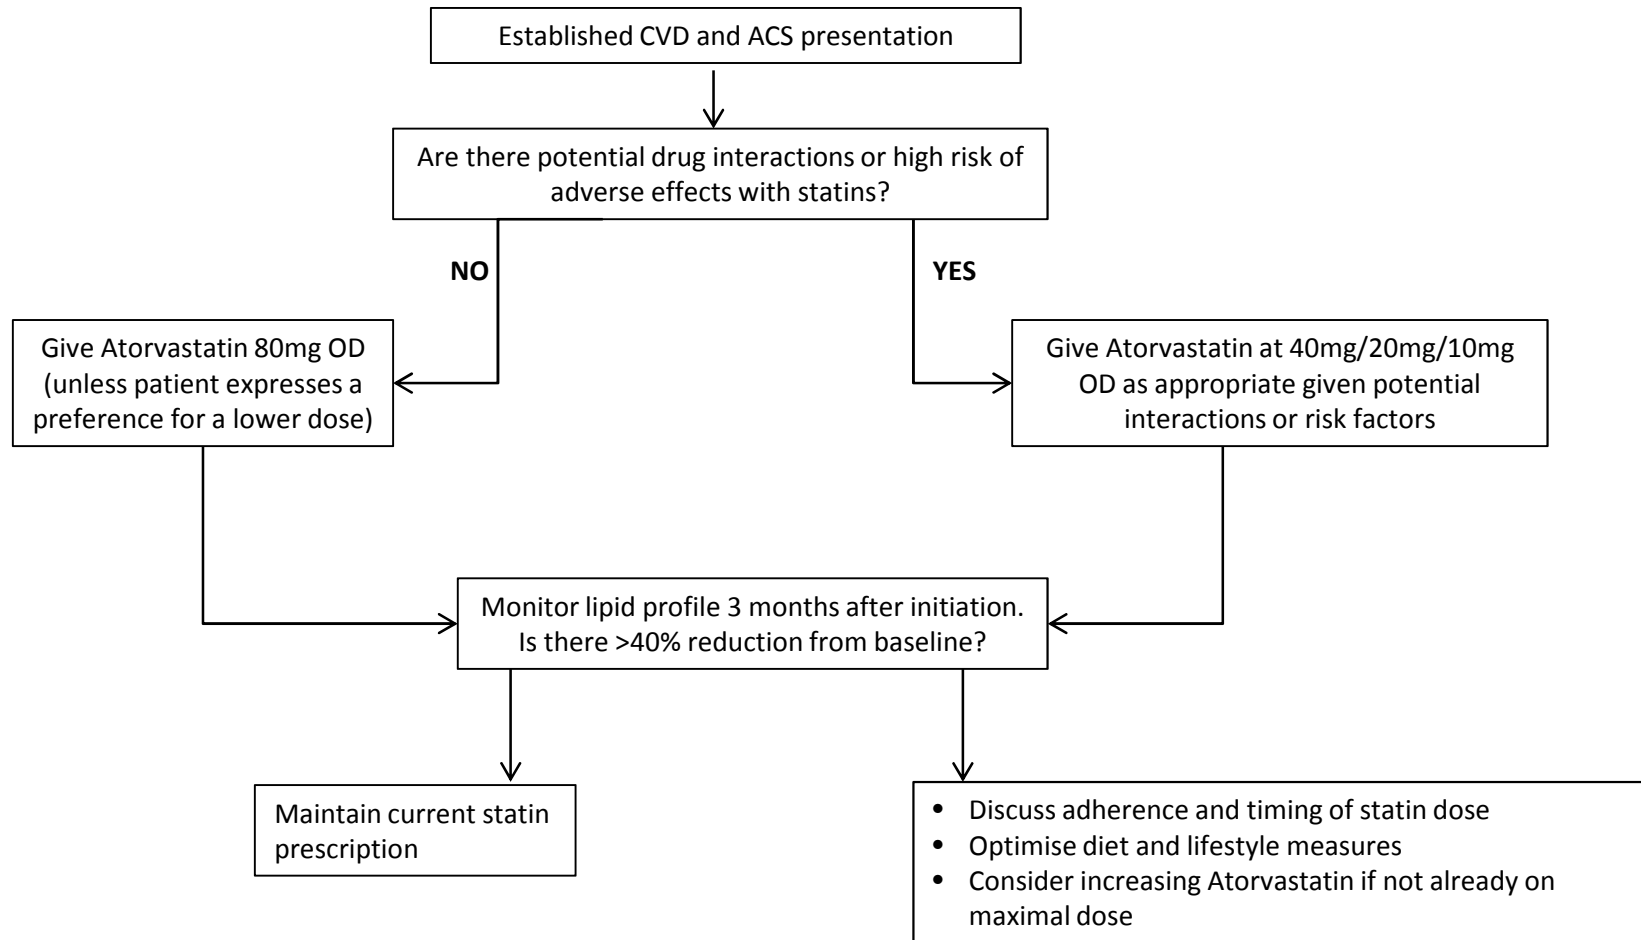 Established CVD and ACS presentation
Are there potential drug interactions or high risk of
adverse effects with statins?
NO
YES
Give Atorvastatin 80mg OD
(unless patient expresses a
preference for a lower dose)
Give Atorvastatin at 40mg/20mg/10mg
OD as appropriate given potential
interactions or risk factors
Monitor lipid profile 3 months after initiation.
Is there >40% reduction from baseline?
Maintain current statin
prescription
• Discuss adherence and timing of statin dose
• Optimise diet and lifestyle measures
• Consider increasing Atorvastatin if not already on
maximal dose